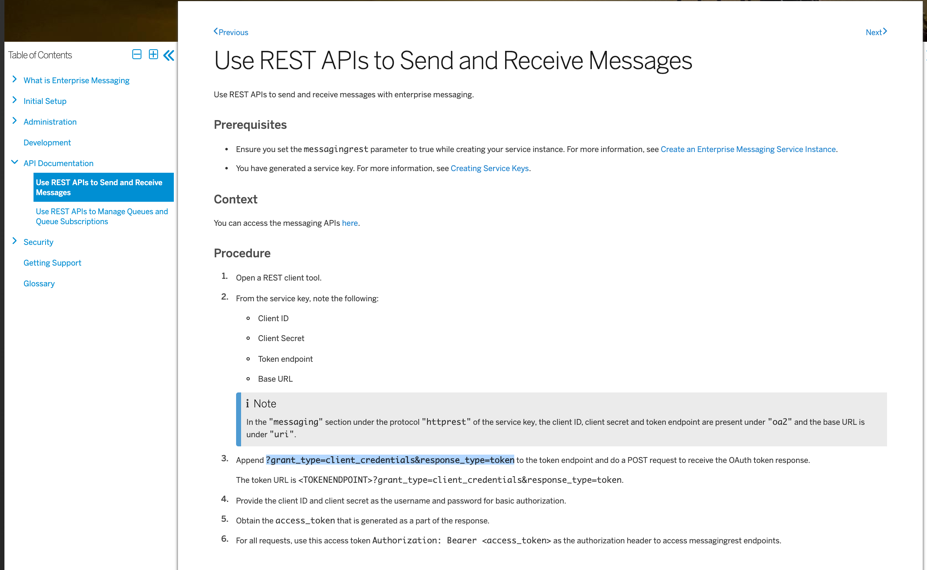 Previous
Next
Table of Contents
What is Enterprise Messaging
Initial Setup
Administration
Development
API Documentation
Use REST APIs to Send and Receive
Messages
Use REST APIs to Manage Queues and
Queue Subscriptions
Security
Getting Support
Glossary
Use REST APIs to Send and Receive Messages
Use REST APIs to send and receive messages with enterprise messaging.
Prerequisites
• Ensure you set the messagingrest parameter to true while creating your service instance. For more information, see Create an Enterprise Messaging Service Instance.
• You have generated a service key. For more information, see Creating Service Keys.
Context
You can access the messaging APIs here.
Procedure
1. Open a REST client tool.
2. From the service key, note the following:
Client ID
Client Secret
Token endpoint
Base URL
i Note
In the "messaging" section under the protocol "httprest" of the service key, the client ID, client secret and token endpoint are present under "oa2" and the base URL is
under "uri".
3. Append ?grant_type=client_credentials&response_type=token to the token endpoint and do a POST request to receive the OAuth token response.
The token URL is <TOKENENDPOINT>?grant_type=client_credentials&response_type=token.
4. Provide the client ID and client secret as the username and password for basic authorization.
5. Obtain the access_token that is generated as a part of the response.
6. For all requests, use this access token Authorization: Bearer <access_token> as the authorization header to access messagingrest endpoints.